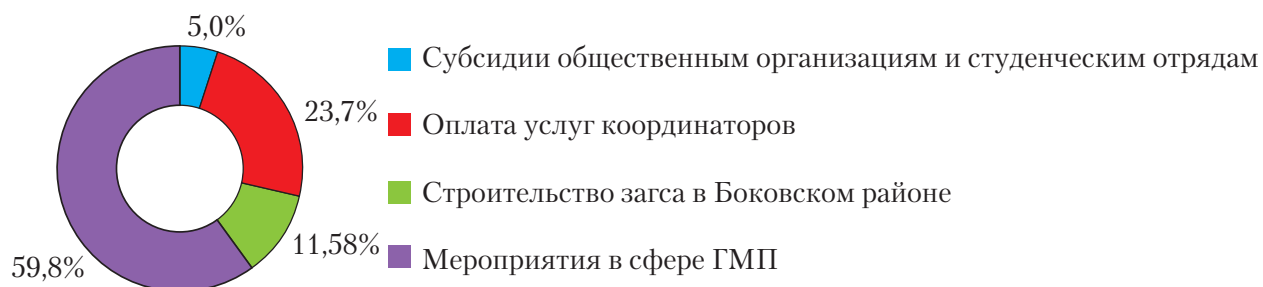 5,0%
Субсидии общественным организациям и студенческим отрядам
23,7%
Оплата услуг координаторов
Строительство загса в Боковском районе
11,58%
Мероприятия в сфере ГМП
59,8%